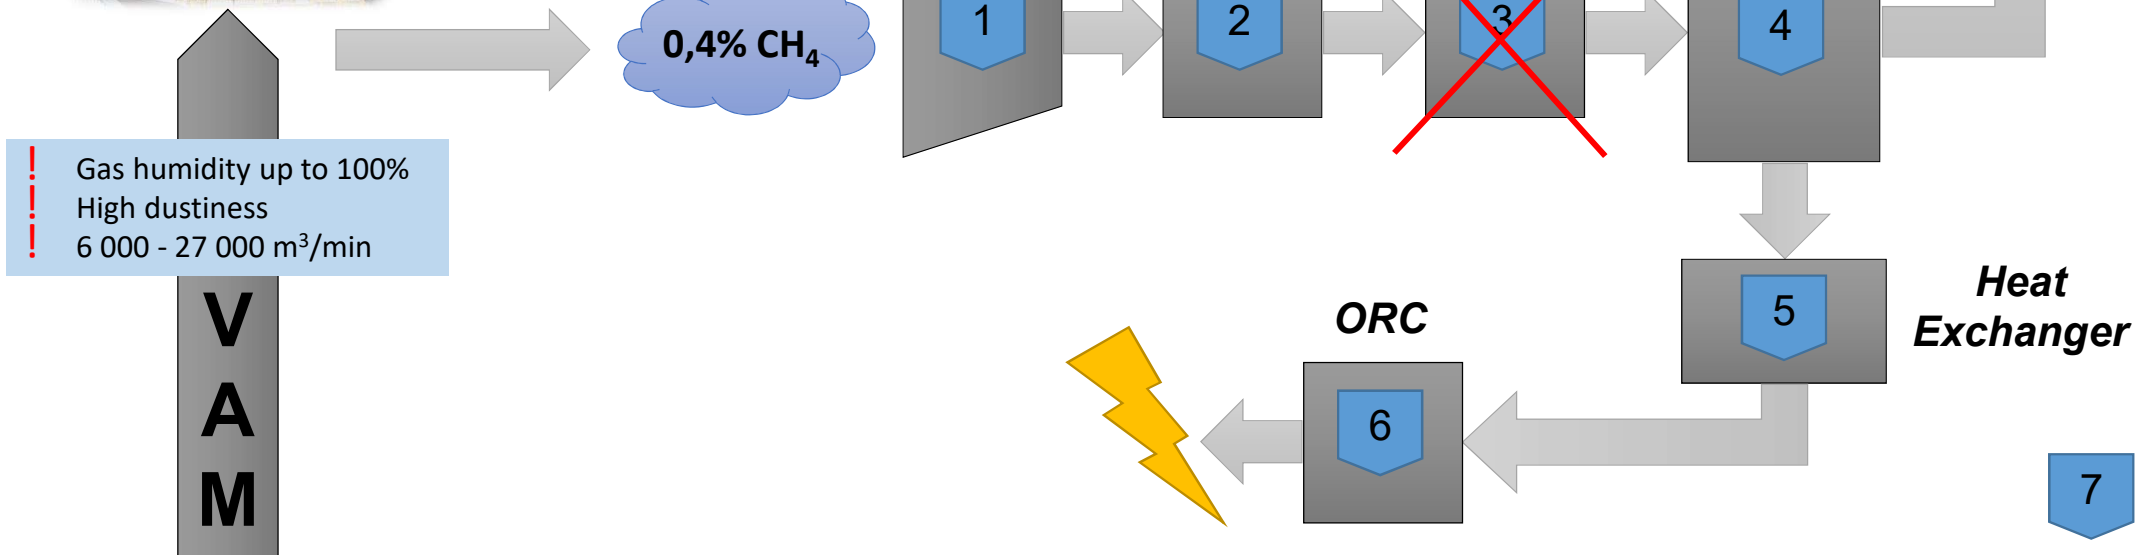 0,4% CH₄
1
2
3
4
! Gas humidity up to 100%
! High dustiness
! 6 000 - 27 000 m³/min
V
A
M
5
Heat
Exchanger
ORC
6
7